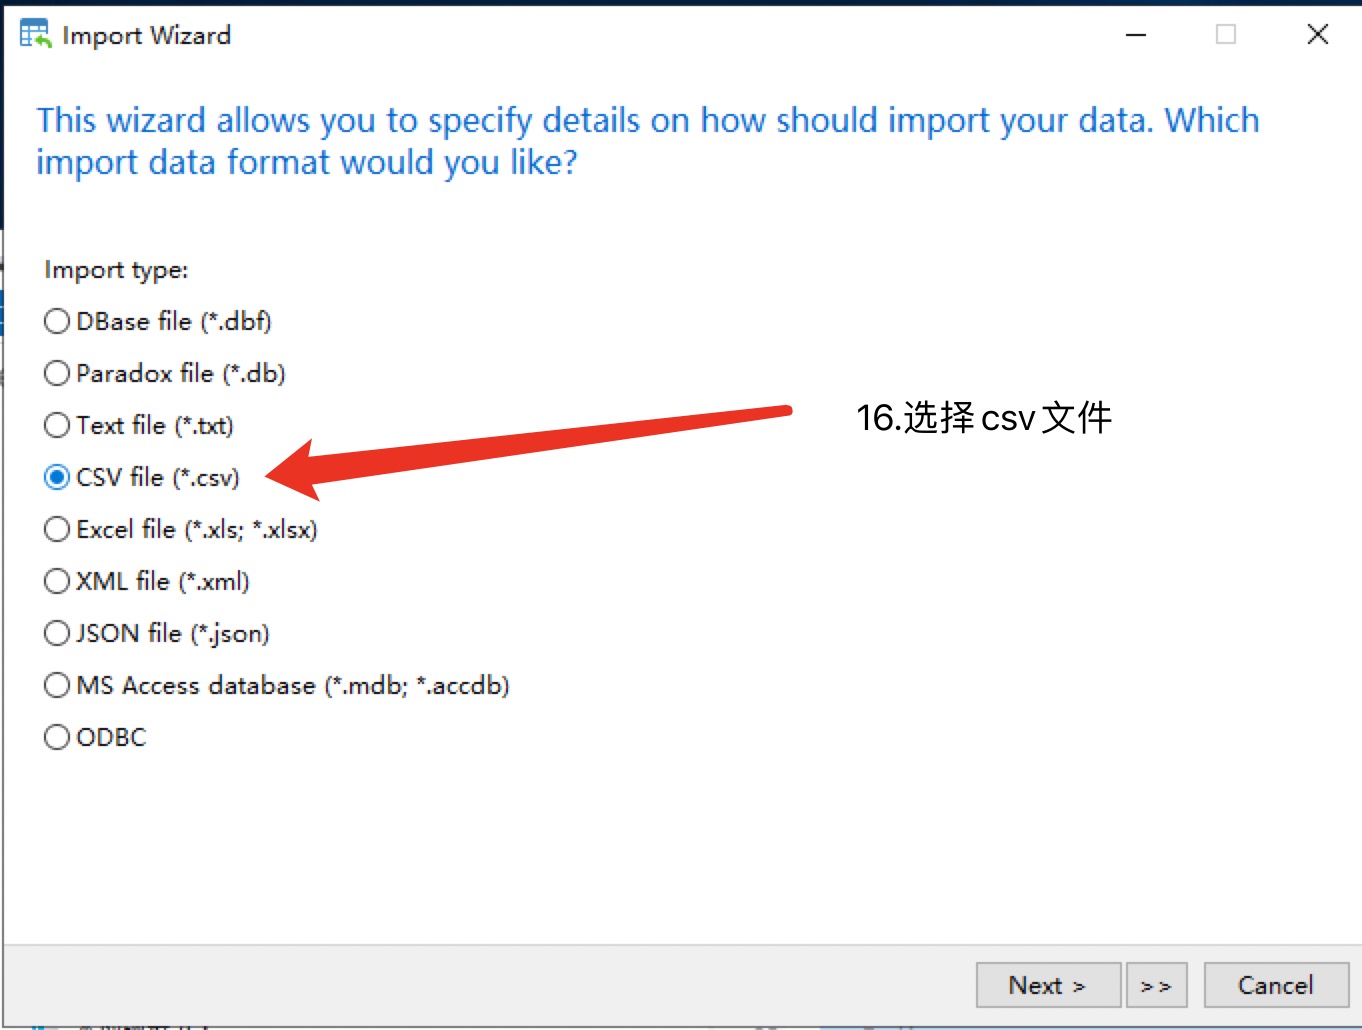 Import Wizard
This wizard allows you to specify details on how should import your data. Which
import data format would you like?
Import type:
DBase file (*.dbf)
Paradox file (*.db)
Text file (*.txt)
16.选择csv文件
CSV file (*.csv)
Excel file (*.xls; *.xlsx)
XML file (*.xml)
JSON file (*.json)
MS Access database (*.mdb; *.accdb)
ODBC
Next >
>>
Cancel